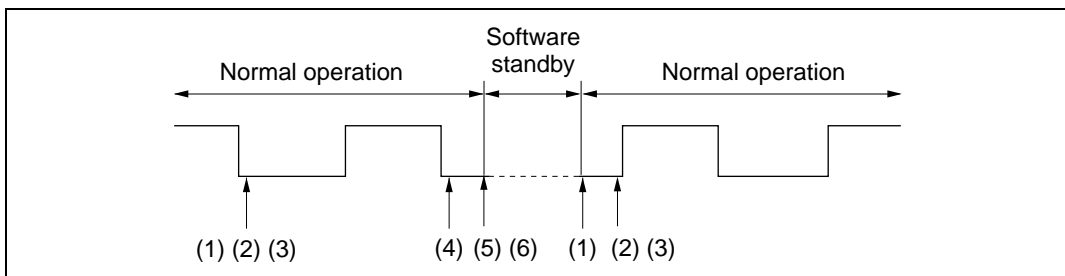 Software
standby
Normal operation
Normal operation
(1) (2) (3)
(4)
(5) (6)
(1)
(2) (3)